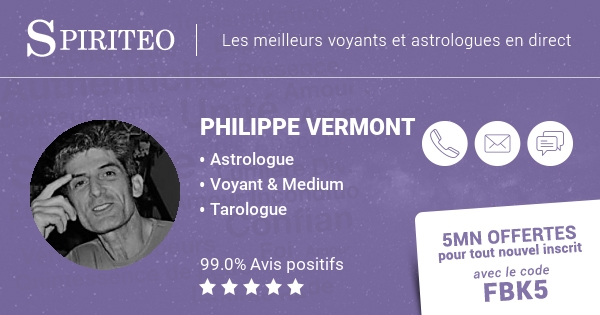 SPIRITEO
Les meilleurs voyants et astrologues en direct
PHILIPPE VERMONT
• Astrologue
• Voyant & Medium
• Tarologue
99.0% Avis positifs
5MN OFFERTES
pour tout nouvel inscrit
avec le code
FBK5